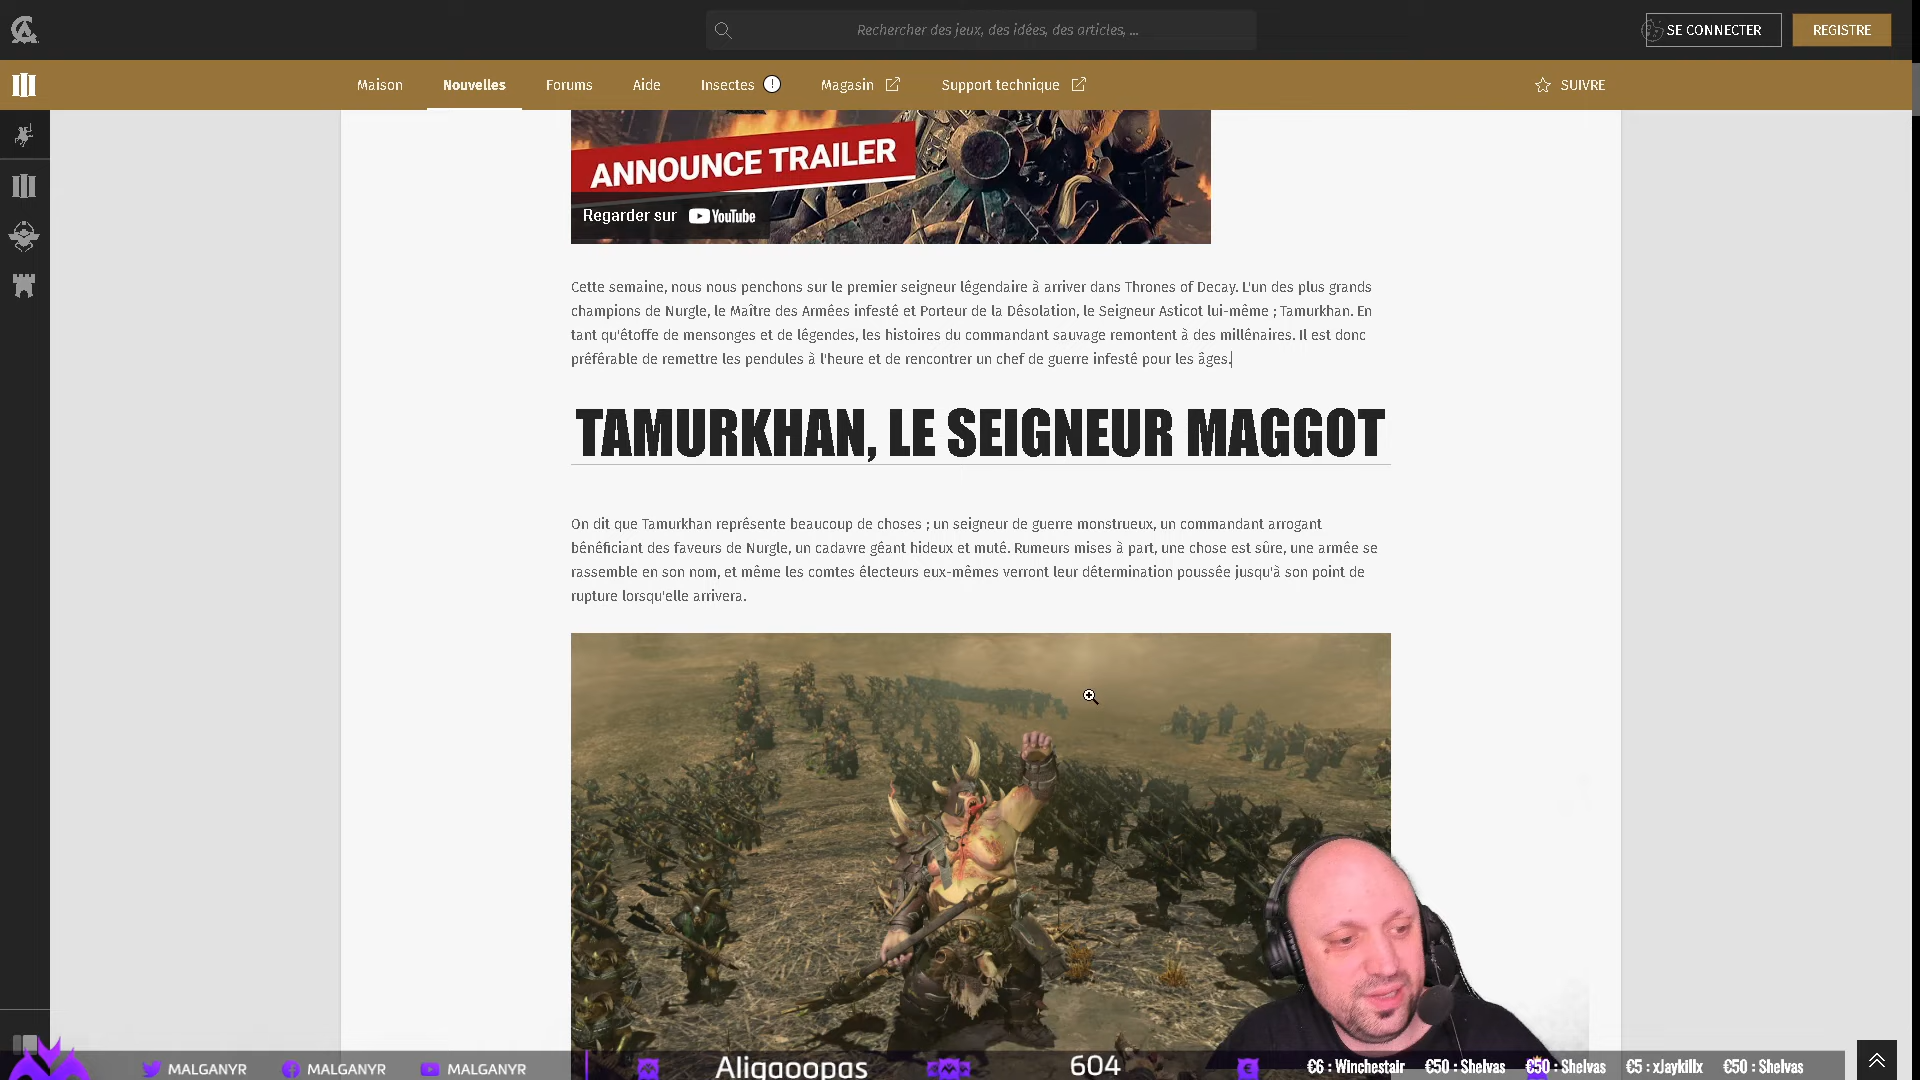 Rechercher des jeux, des idées, des articles, ...
SE CONNECTER
REGISTRE
Maison
Nouvelles
Forums
Aide
Insectes
Magasin
Support technique
SUIVRE
ANNOUNCE TRAILER
Regarder sur YouTube
Cette semaine, nous nous penchons sur le premier seigneur légendaire à arriver dans Thrones of Decay. L'un des plus grands
champions de Nurgle, le Maître des Armées infesté et Porteur de la Désolation, le Seigneur Asticot lui-même ; Tamurkhan. En
tant qu'étoffe de mensonges et de légendes, les histoires du commandant sauvage remontent à des millénaires. Il est donc
préférable de remettre les pendules à l'heure et de rencontrer un chef de guerre infesté pour les âges.
TAMURKHAN, LE SEIGNEUR MAGGOT
On dit que Tamurkhan représente beaucoup de choses ; un seigneur de guerre monstrueux, un commandant arrogant
bénéficiant des faveurs de Nurgle, un cadavre géant hideux et muté. Rumeurs mises à part, une chose est sûre, une armée se
rassemble en son nom, et même les comtes électeurs eux-mêmes verront leur détermination poussée jusqu'à son point de
rupture lorsqu'elle arrivera.
MALGANYR
MALGANYR
MALGANYR
Aligaoopas
604
€6 : Winchestair
€50 : Shelvas
€50 : Shelvas
€5 : xJaykillx
€50 : Shelvas